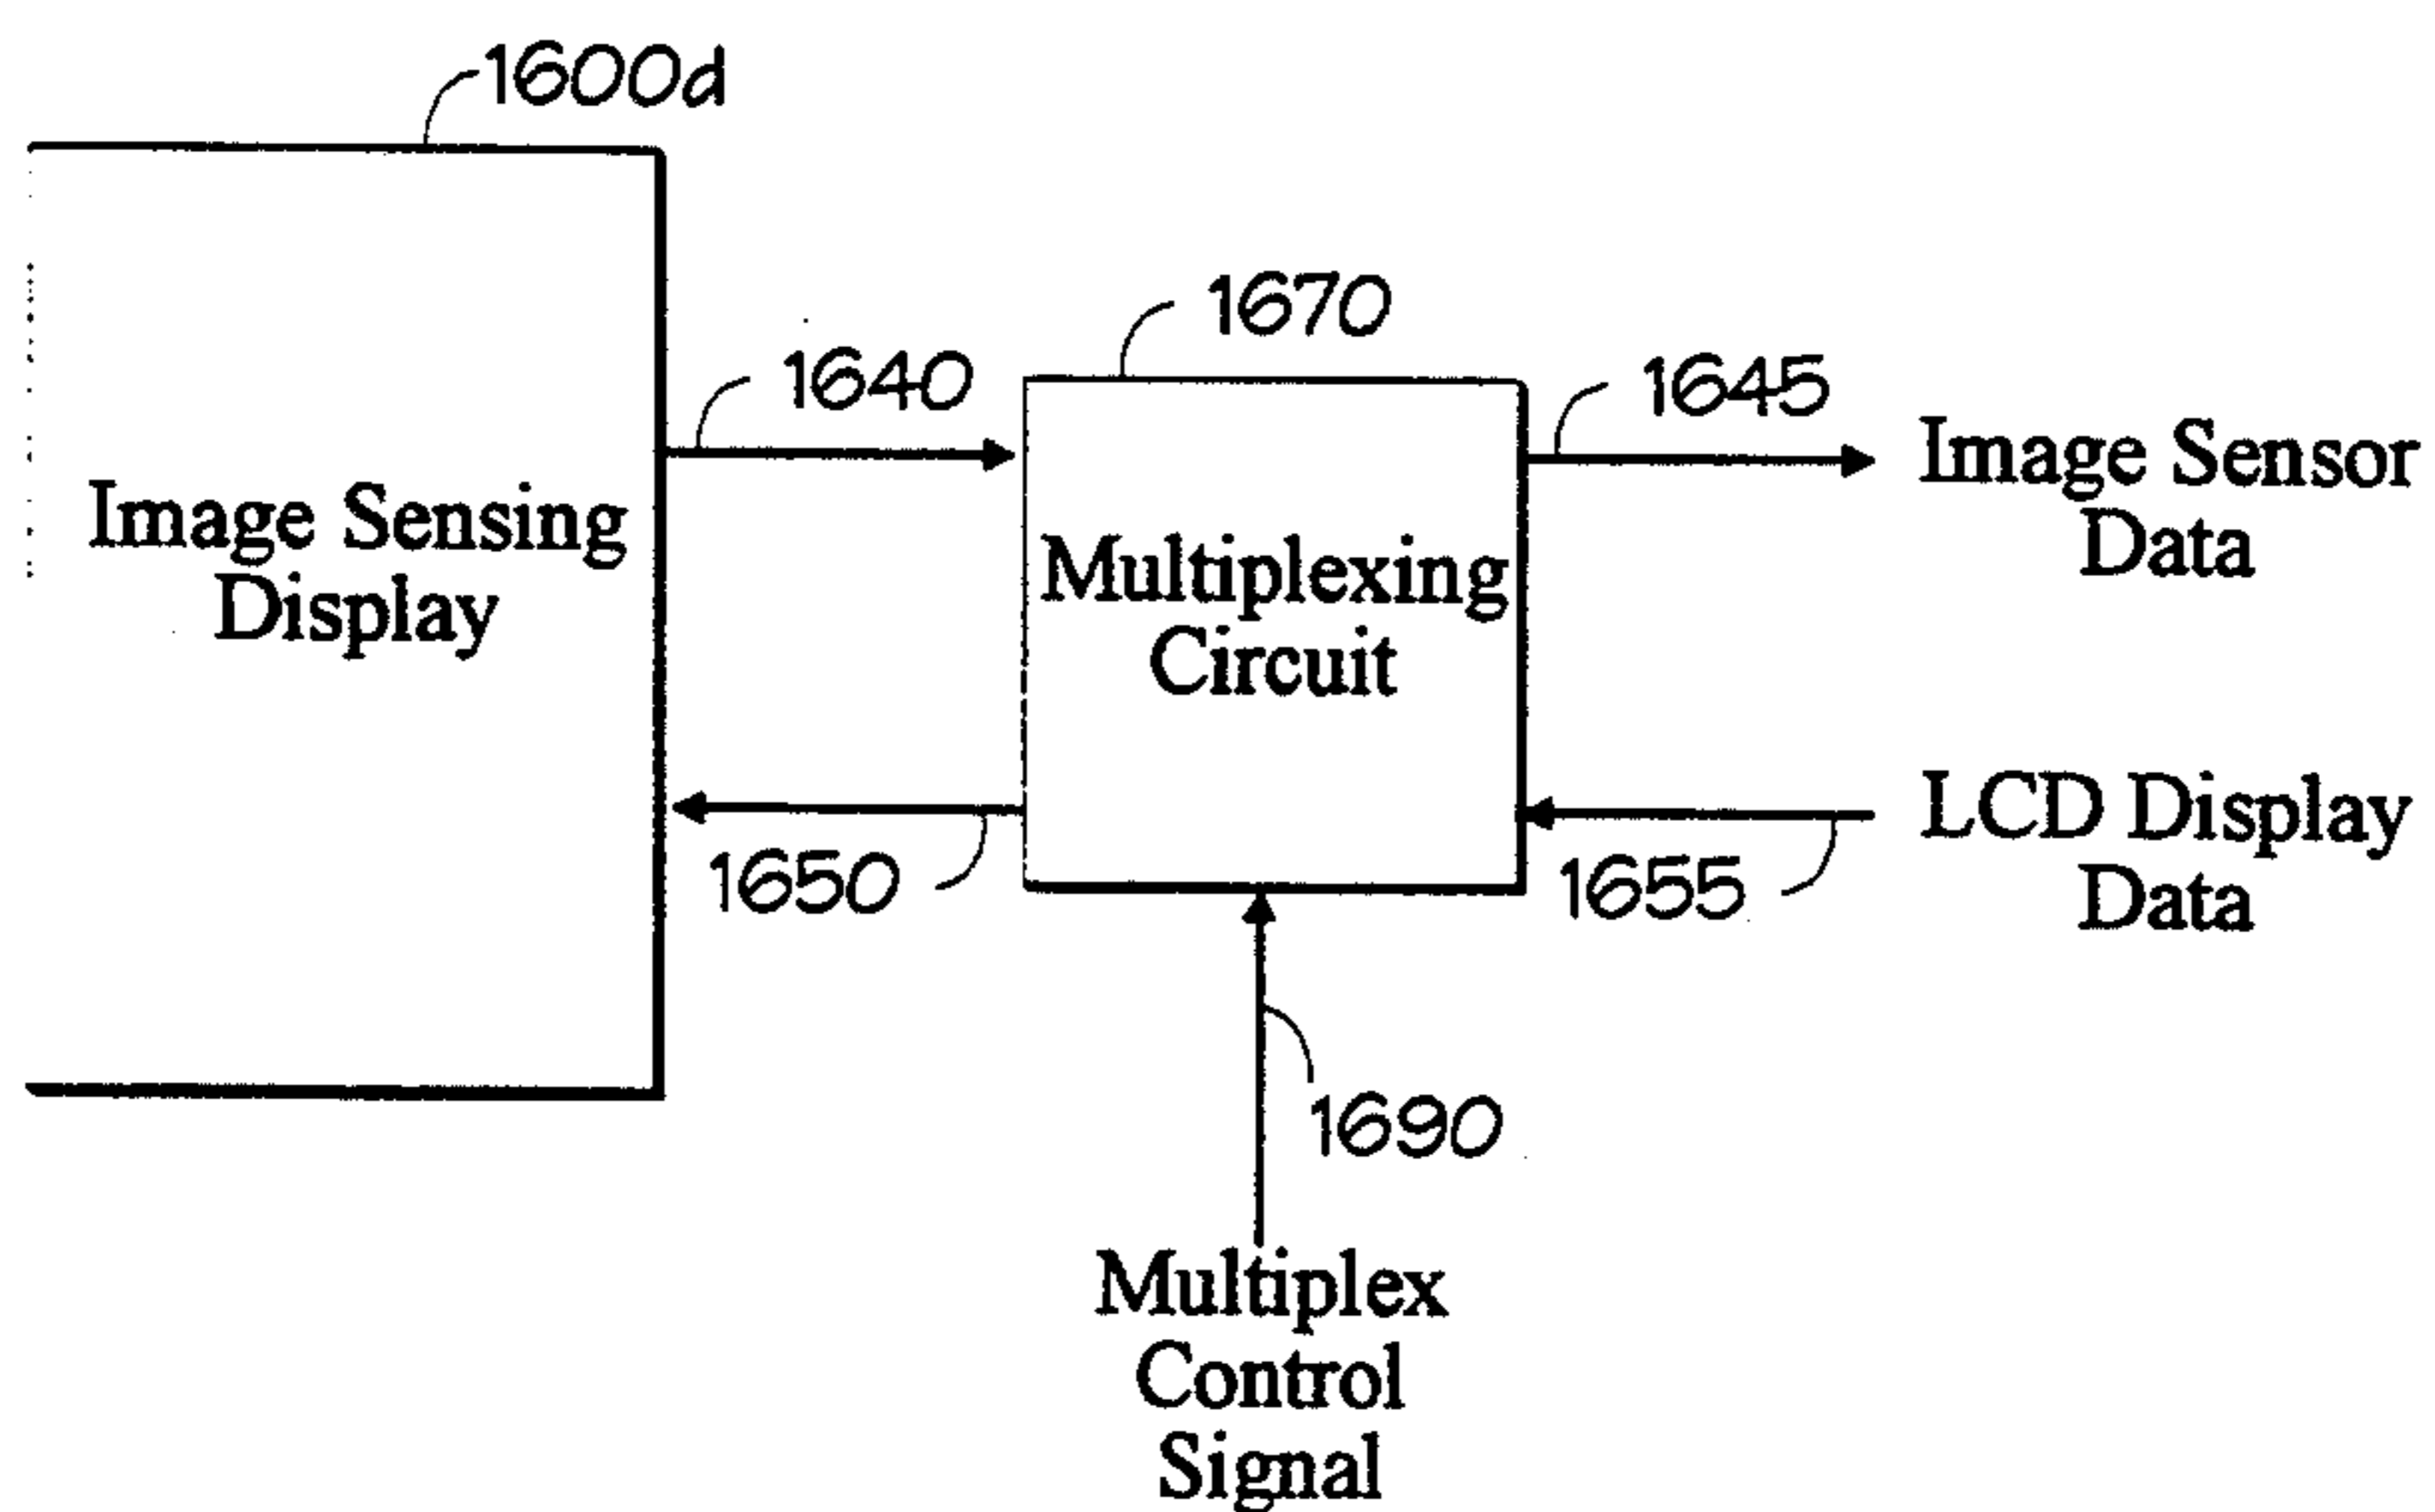 1600d
1670
1640
1645
Image Sensing
Display
Multiplexing
Circuit
Image Sensor
Data
1650
1655
LCD Display
Data
1690
Multiplex
Control
Signal